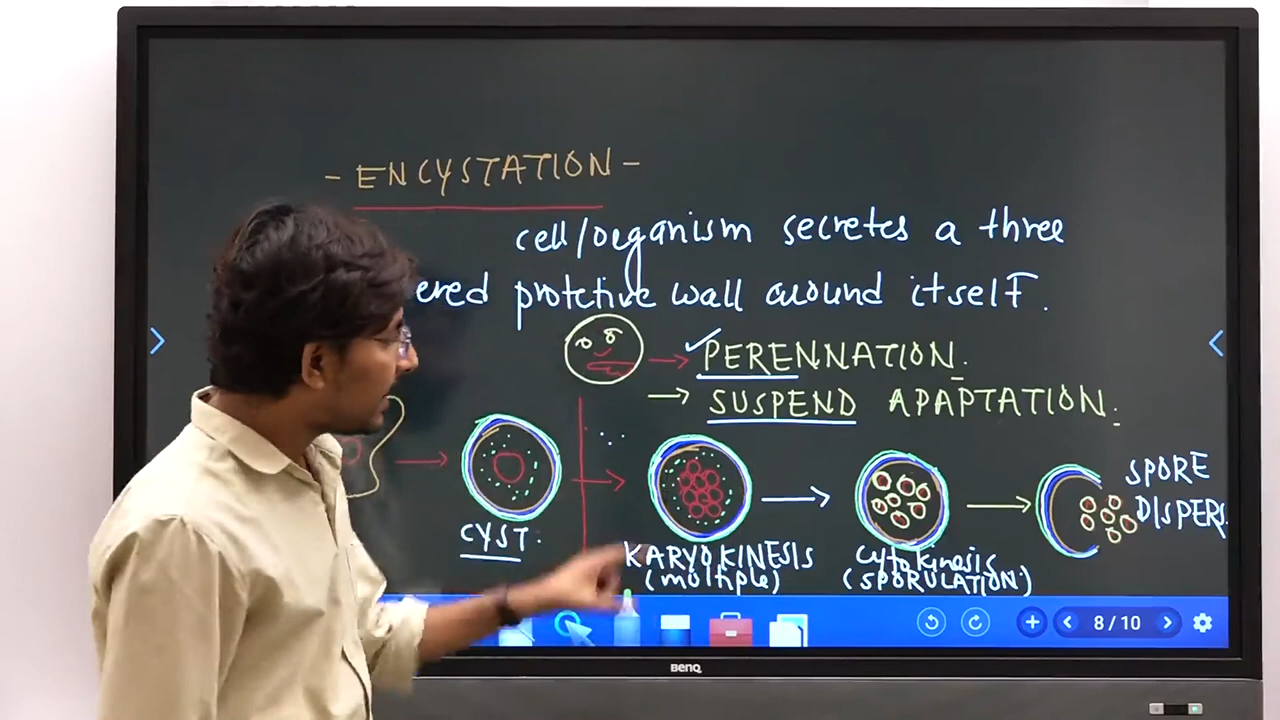 - ENCYSTATION -
cell/organism secretes a three
ered protctive wall around itself.
PERENNATION.
SUSPEND APAPTATION.
SPORE
DISPERS
CYST.
KARYOKINESIS
(multiple)
Cytokinesis
(SPORULATION)
8/10
BenQ